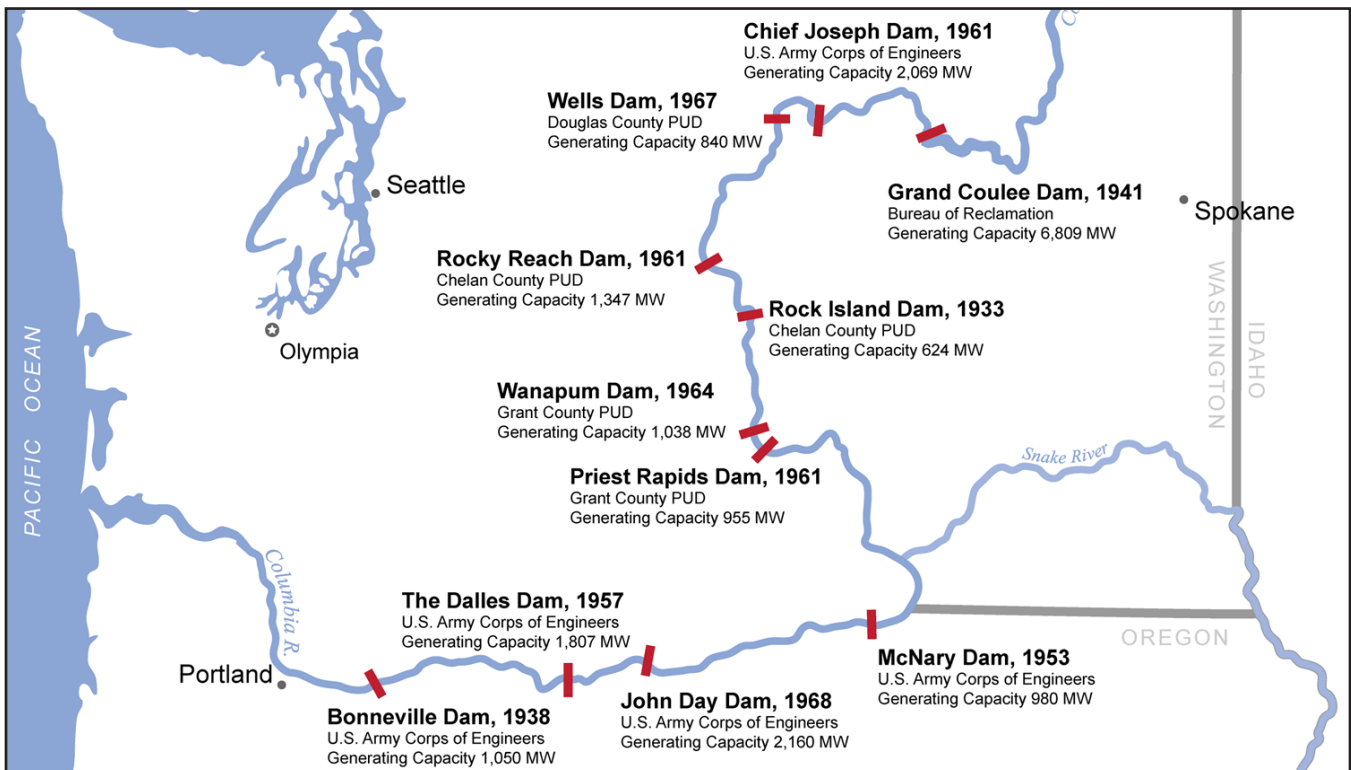 Chief Joseph Dam, 1961
U.S. Army Corps of Engineers
Generating Capacity 2,069 MW
Wells Dam, 1967
Douglas County PUD
Generating Capacity 840 MW
Seattle
Grand Coulee Dam, 1941
Bureau of Reclamation
Generating Capacity 6,809 MW
Spokane
Rocky Reach Dam, 1961
Chelan County PUD
Generating Capacity 1,347 MW
Rock Island Dam, 1933
Chelan County PUD
Generating Capacity 624 MW
WASHINGTON
IDAHO
Olympia
Wanapum Dam, 1964
Grant County PUD
Generating Capacity 1,038 MW
PACIFIC OCEAN
Snake River
Priest Rapids Dam, 1961
Grant County PUD
Generating Capacity 955 MW
Columbia R.
The Dalles Dam, 1957
U.S. Army Corps of Engineers
Generating Capacity 1,807 MW
OREGON
Portland
McNary Dam, 1953
U.S. Army Corps of Engineers
Generating Capacity 980 MW
John Day Dam, 1968
U.S. Army Corps of Engineers
Generating Capacity 2,160 MW
Bonneville Dam, 1938
U.S. Army Corps of Engineers
Generating Capacity 1,050 MW